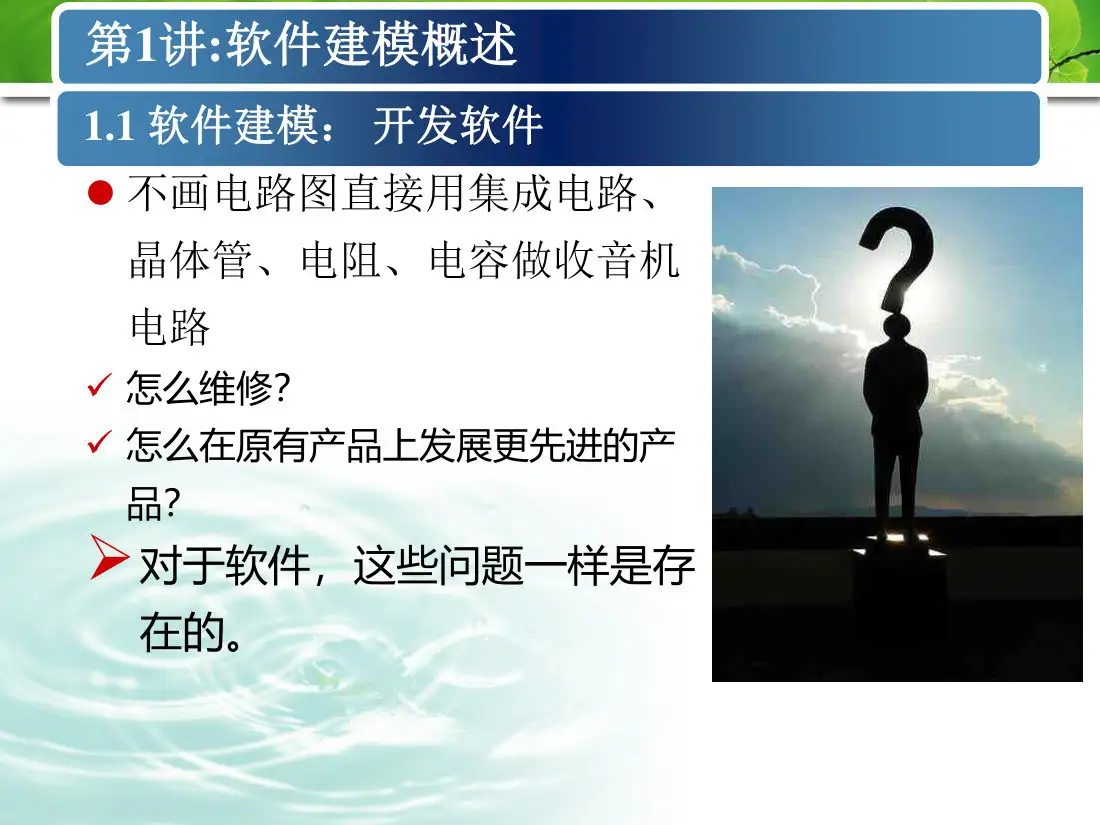 第1讲:软件建模概述
1.1 软件建模： 开发软件
不画电路图直接用集成电路、
晶体管、电阻、电容做收音机
电路
怎么维修？
怎么在原有产品上发展更先进的产
品？
对于软件，这些问题一样是存
在的。
?